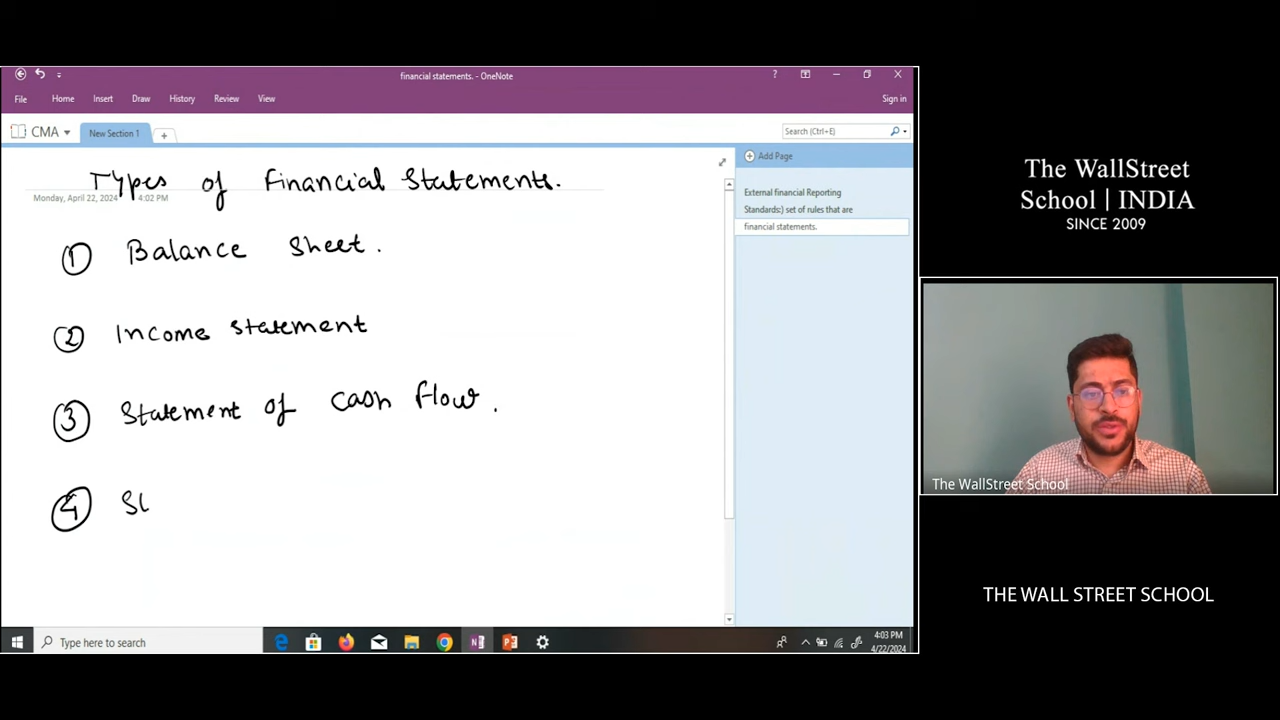 financial statements. - OneNote
?
File Home Insert Draw History Review View
Sign in
CMA
New Section 1
Search (Ctrl+E)
Add Page
Types of Financial Statements.
Monday, April 22, 2024 4:02 PM
External financial Reporting
Standards:) set of rules that are
financial statements.
1 Balance Sheet.
2 Income Statement
3 Statement of Cash flow.
4
The WallStreet
School | INDIA
SINCE 2009
The WallStreet School
THE WALL STREET SCHOOL
Type here to search
4:03 PM
4/22/2024